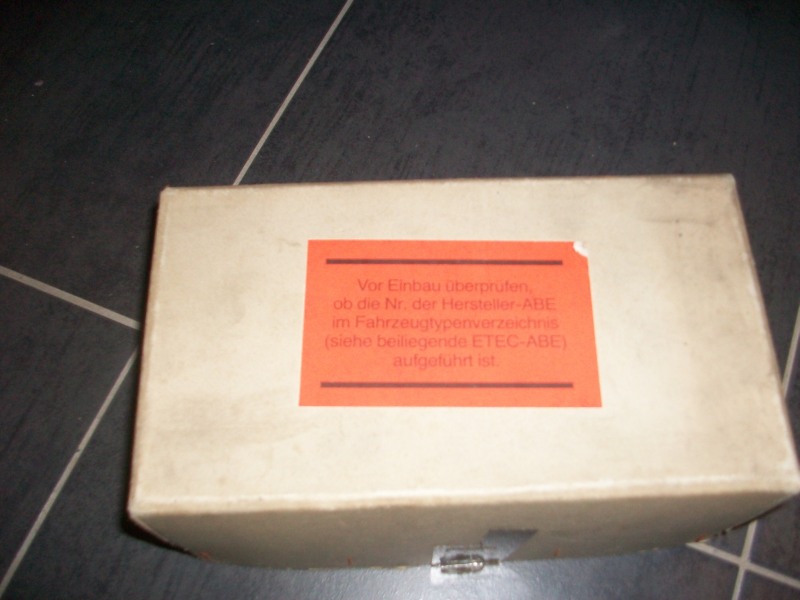 Vor Einbau überprüfen,
ob die Nr. der Hersteller-ABE
im Fahrzeugtypenverzeichnis
(siehe beiliegende ETEC-ABE)
aufgeführt ist.